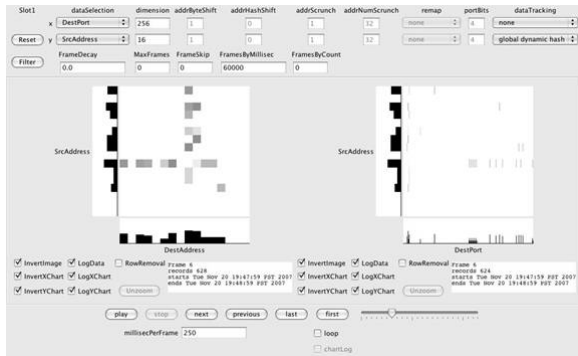 Slot1 dataSelection dimension addrByteShift addrHashShift addrScrunch addrNumScrunch remap portBits dataTracking
x DestPort 256 1 0 1 32 none 4 none
Reset y SrcAddress 16 1 0 1 32 none 4 global dynamic hash
Filter FrameDecay MaxFrames FrameSkip FramesByMillisec FramesByCount
0.0 0 0 60000 0
SrcAddress SrcAddress
DestAddress DestPort
InvertImage LogData RowRemoval InvertImage LogData RowRemoval
InvertXChart LogXChart InvertXChart LogXChart
InvertYChart LogYChart Unzoom InvertYChart LogYChart Unzoom
Frame 6
records 624
starts Tue Nov 20 19:47:59 PST 2007
ends Tue Nov 20 19:48:59 PST 2007
Frame 6
records 624
starts Tue Nov 20 19:47:59 PST 2007
ends Tue Nov 20 19:48:59 PST 2007
play stop next previous last first
millisecPerFrame 250 loop
chartLog